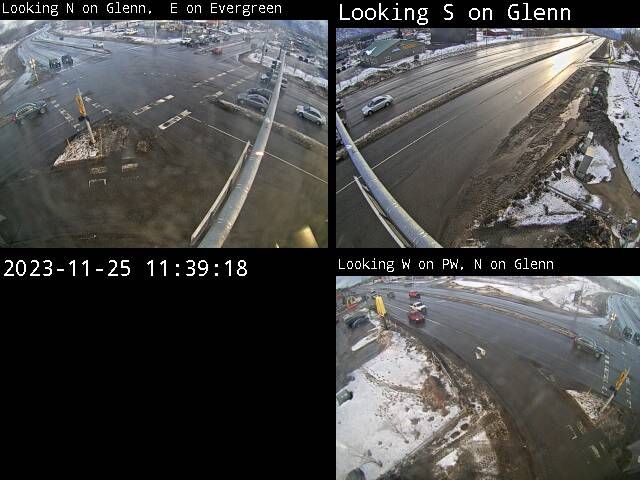 Looking N on Glenn,  E on Evergreen
Looking S on Glenn
2023-11-25 11:39:18
Looking W on PW, N on Glenn